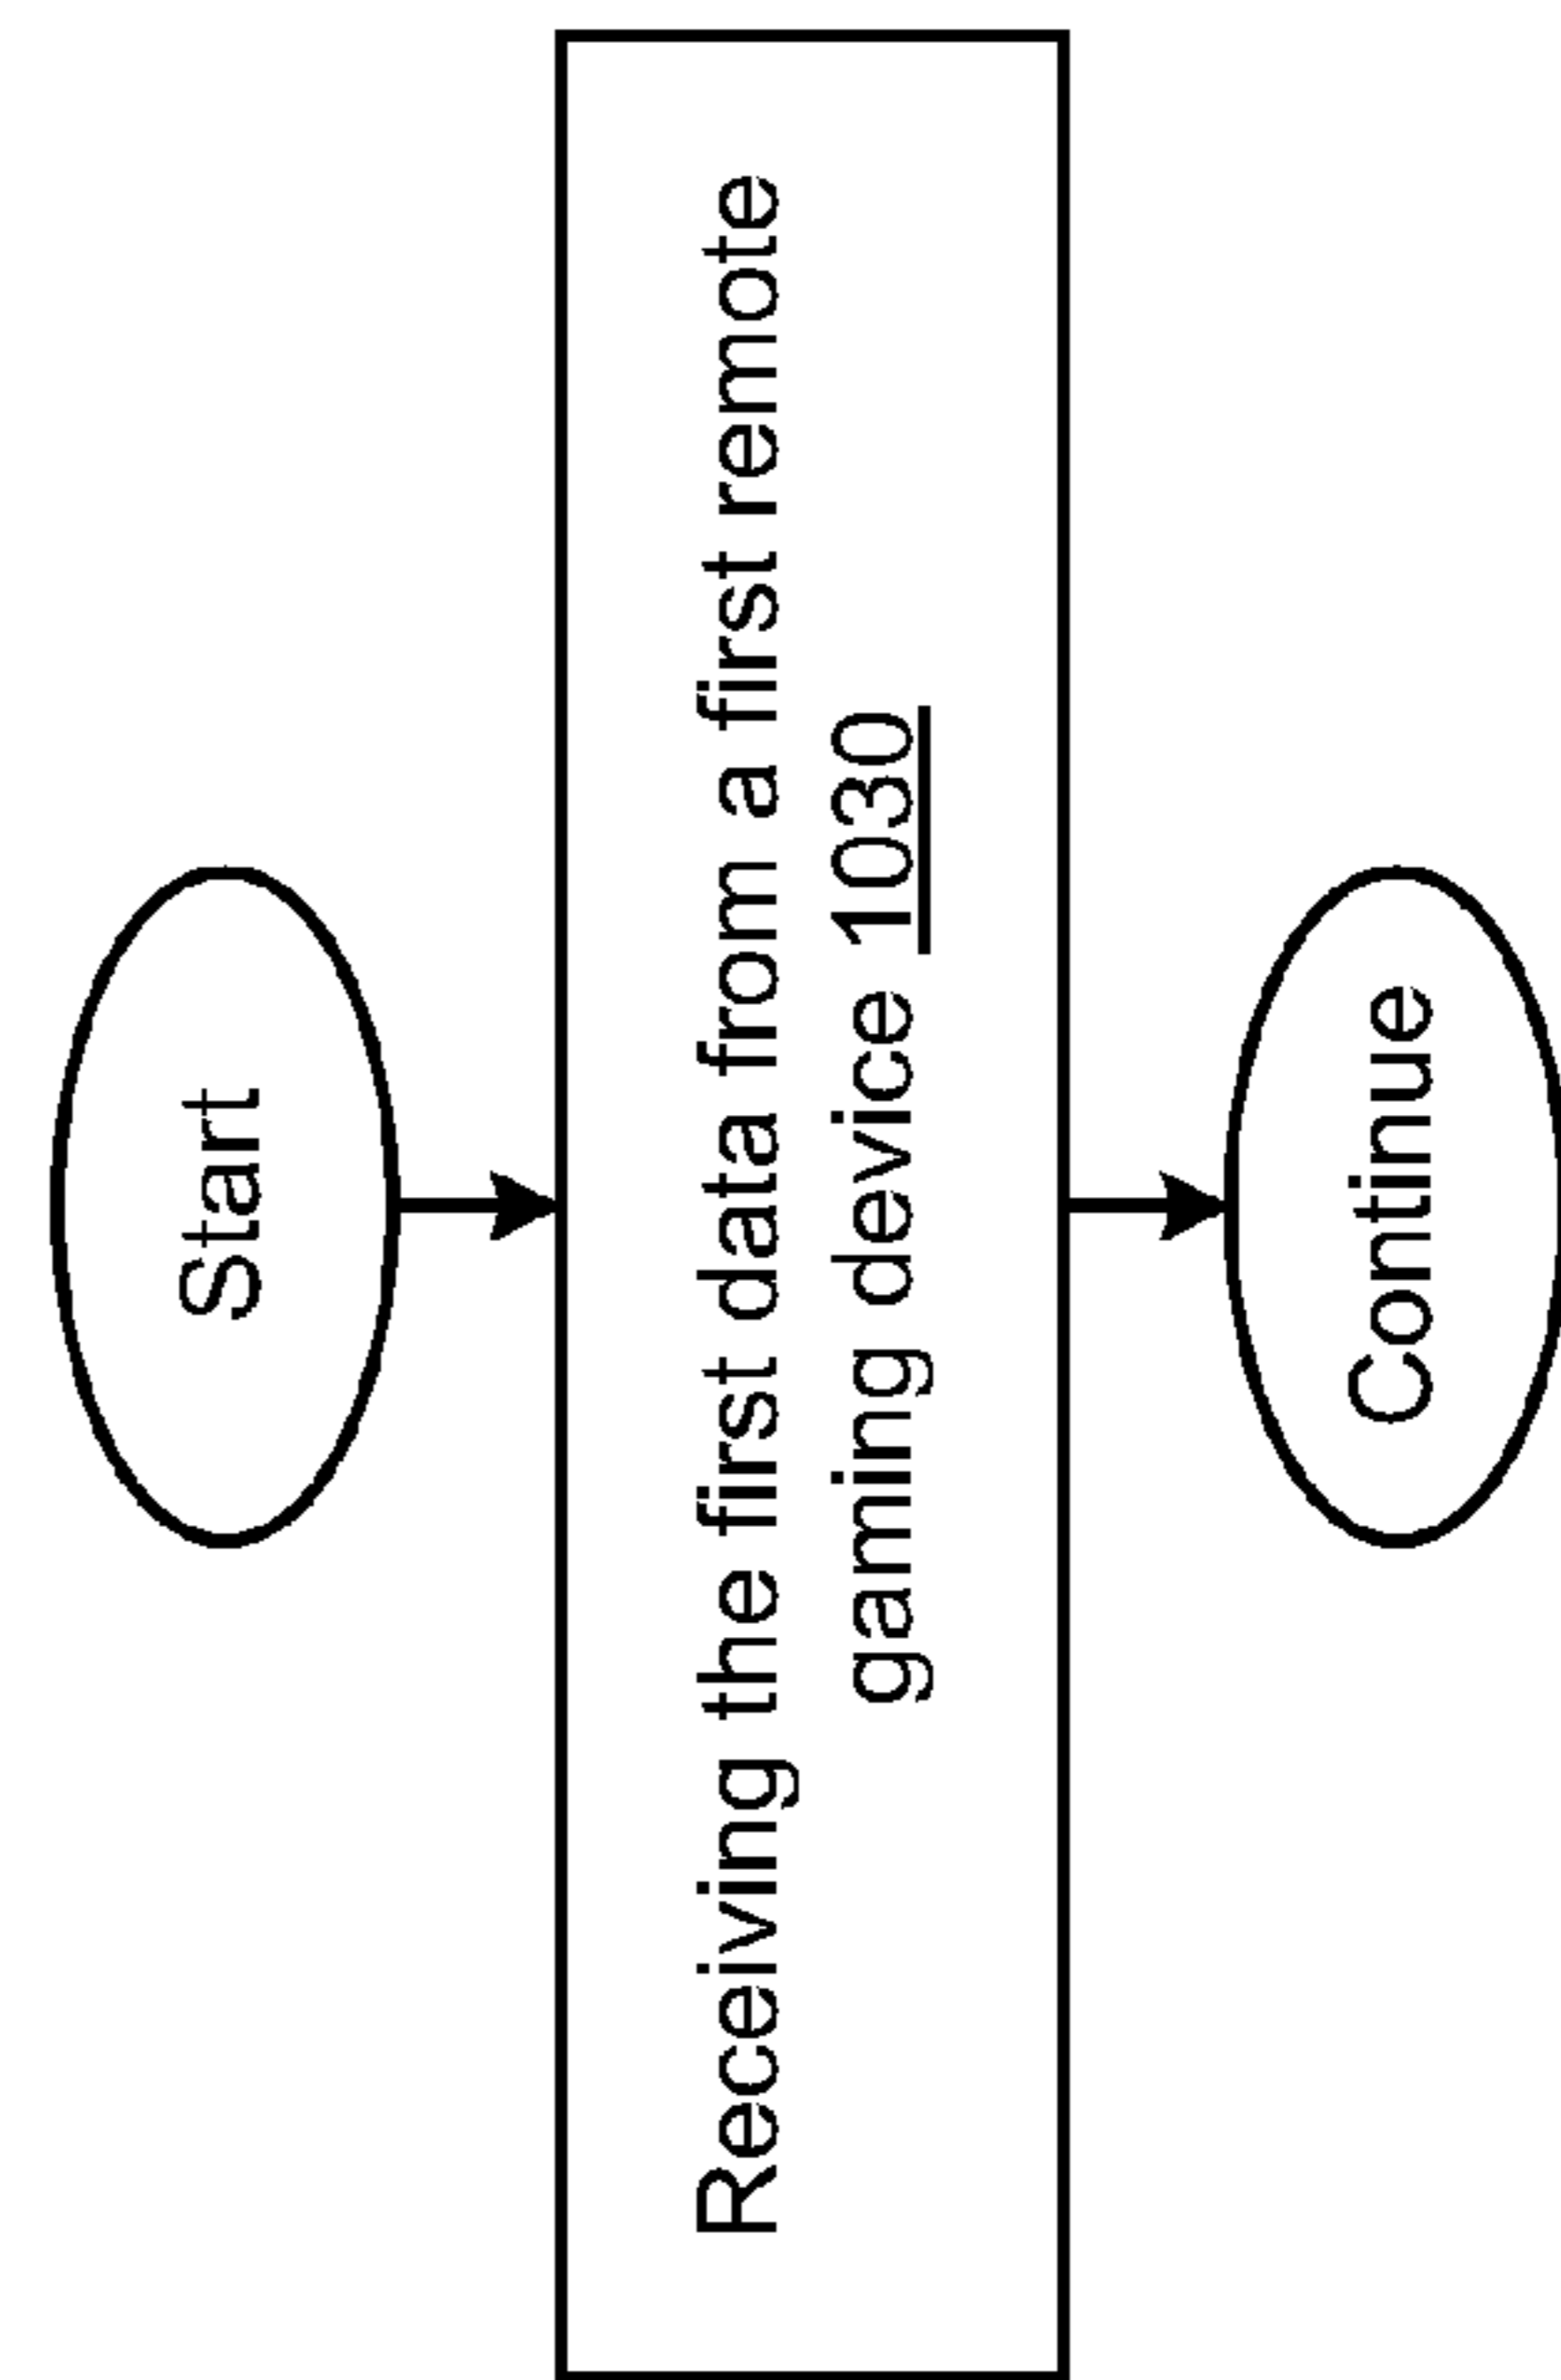 Start
Receiving the first data from a first remote
gaming device 1030
Continue